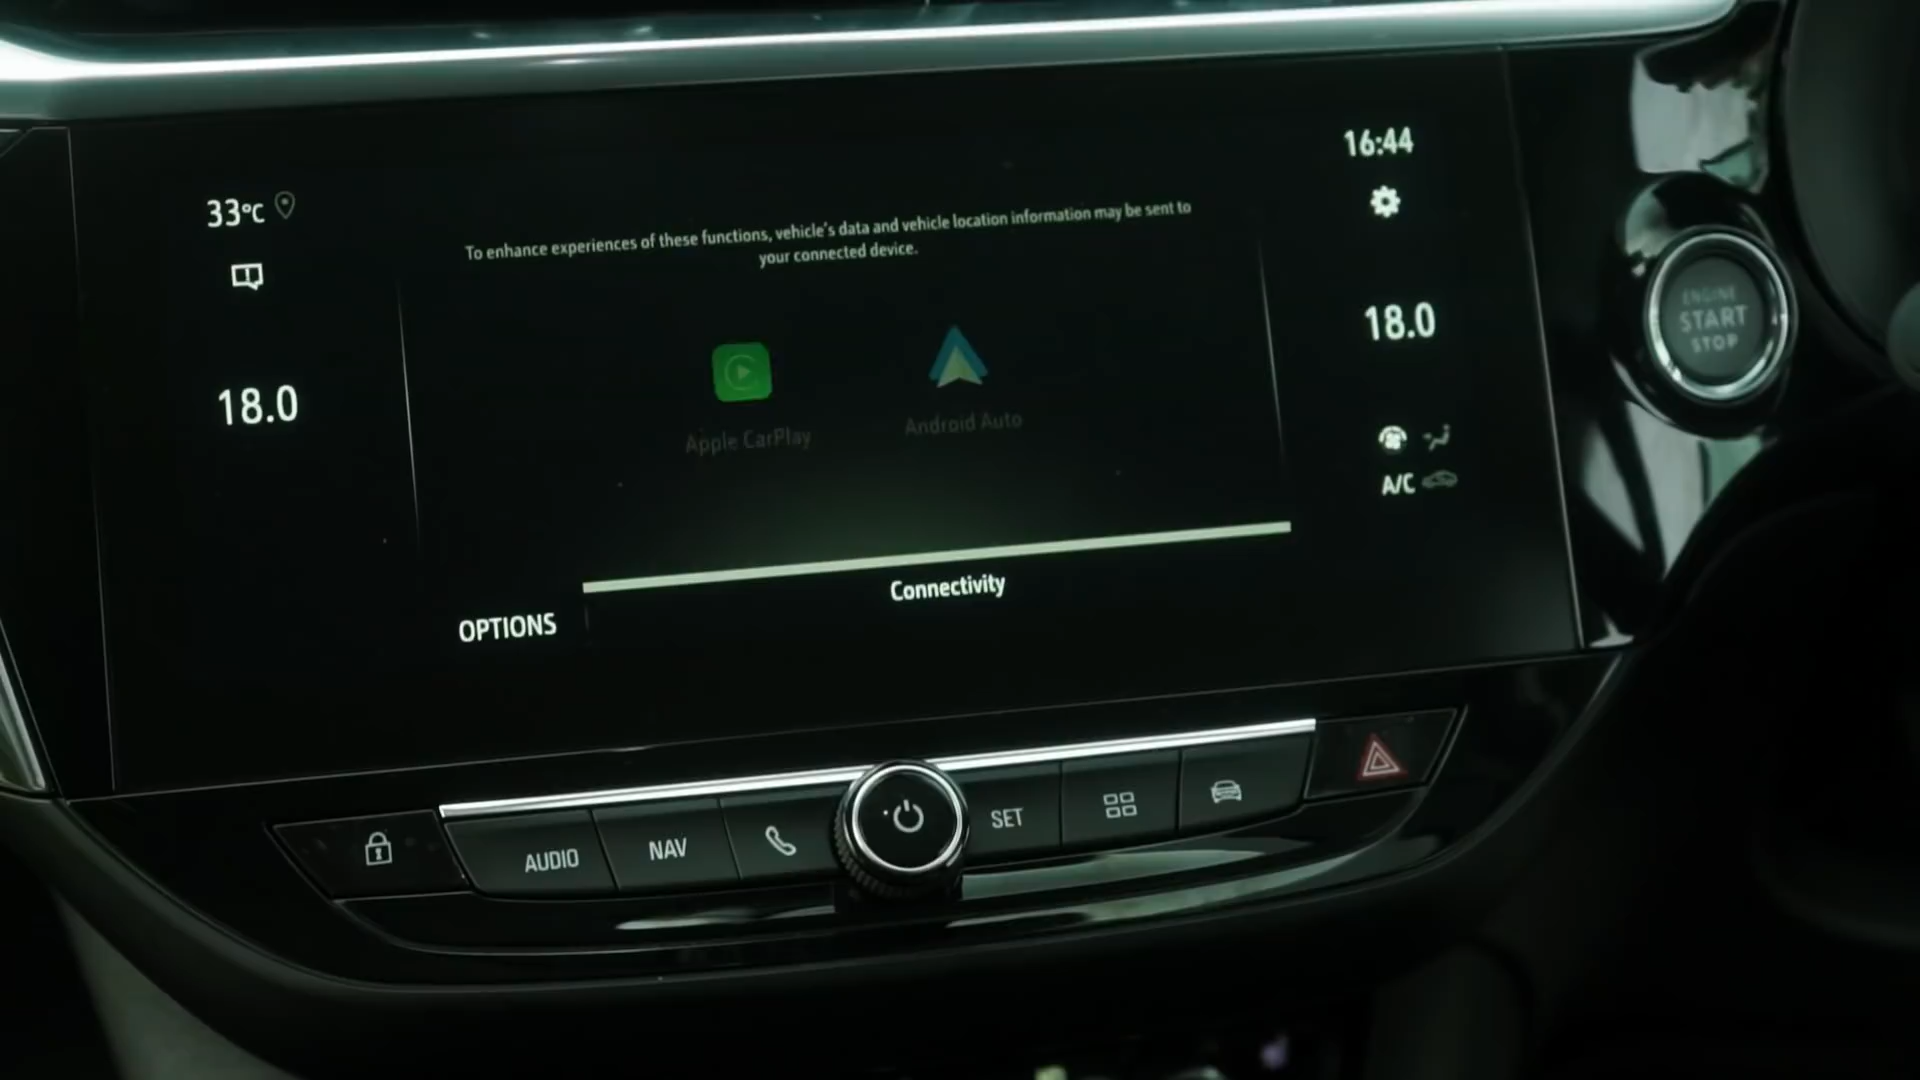 16:44
33°C
To enhance experiences of these functions, vehicle's data and vehicle location information may be sent to
your connected device.
18.0
18.0
ENGINE
START
STOP
Apple CarPlay
Android Auto
A/C
Connectivity
OPTIONS
AUDIO
NAV
SET